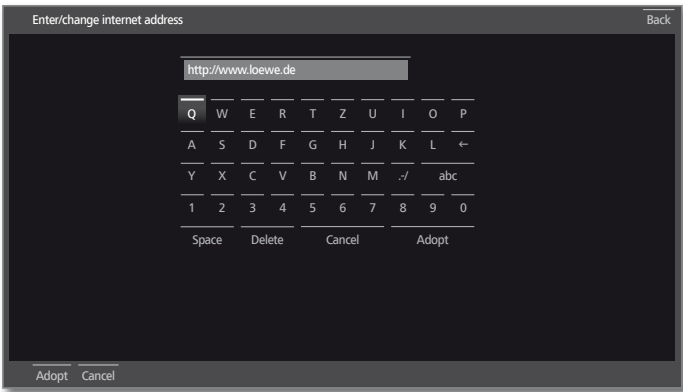 Enter/change internet address Back
http://www.loewe.de
Q W E R T Z U I O P
A S D F G H J K L ←
Y X C V B N M .-/ abc
1 2 3 4 5 6 7 8 9 0
Space Delete Cancel Adopt
Adopt Cancel